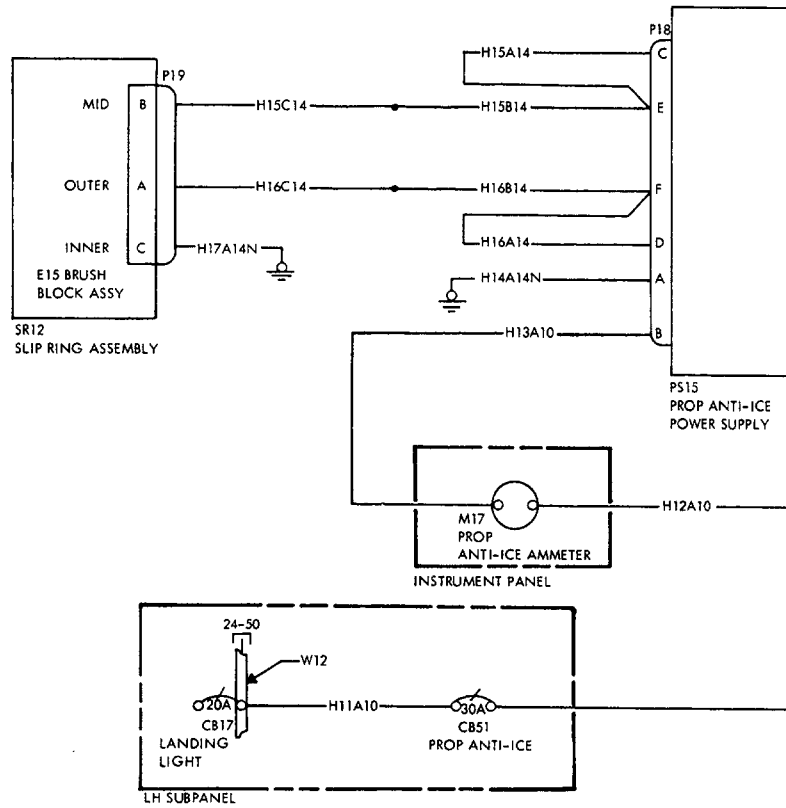 P18
H15A14
C
P19
MID
B
H15C14
H15B14
E
OUTER
A
H16C14
H16B14
F
H16A14
D
INNER
C
H17A14N
E15 BRUSH
BLOCK ASSY
H14A14N
A
SR12
SLIP RING ASSEMBLY
H13A10
B
PS15
PROP ANTI-ICE
POWER SUPPLY
H12A10
M17
PROP
ANTI-ICE AMMETER
INSTRUMENT PANEL
24-50
W12
20A
CB17
LANDING
LIGHT
H11A10
30A
CB51
PROP ANTI-ICE
LH SUBPANEL